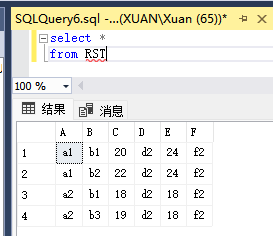 SQLQuery6.sql -...(XUAN\Xuan (65))*
select *
from RST
100 %
结果 消息
A B C D E F
1 a1 b1 20 d2 24 f2
2 a1 b2 22 d2 24 f2
3 a2 b1 18 d2 18 f2
4 a2 b3 19 d2 18 f2